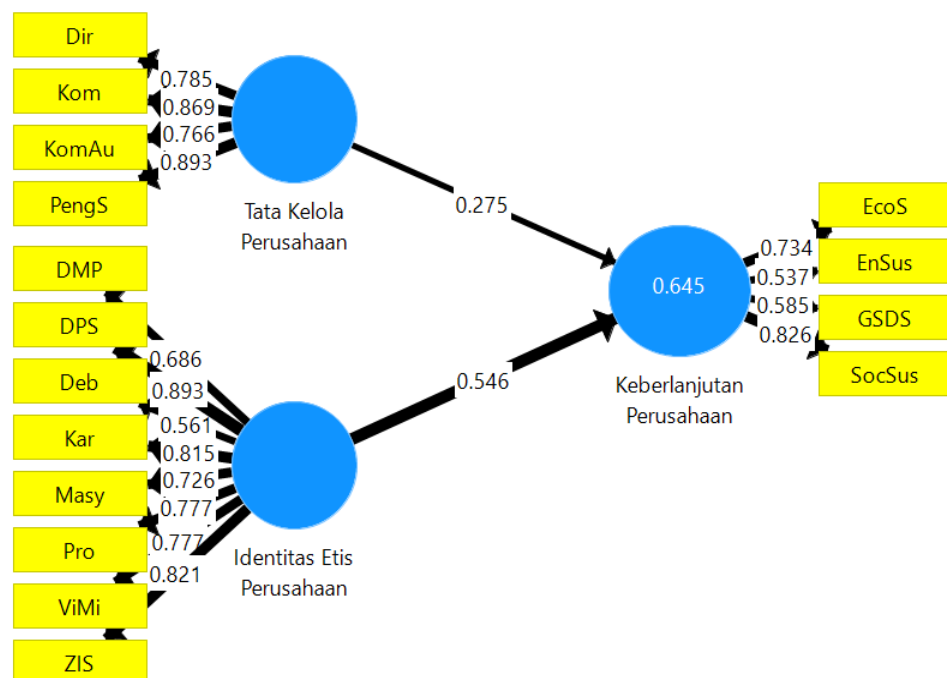 Dir
Kom
KomAu
PengS
0.785
0.869
0.766
0.893
Tata Kelola
Perusahaan
0.275
DMP
DPS
Deb
Kar
Masy
Pro
ViMi
ZIS
0.686
0.893
0.561
0.815
0.726
0.777
0.777
0.821
Identitas Etis
Perusahaan
0.546
0.645
Keberlanjutan
Perusahaan
0.734
0.537
0.585
0.826
EcoS
EnSus
GSDS
SocSus